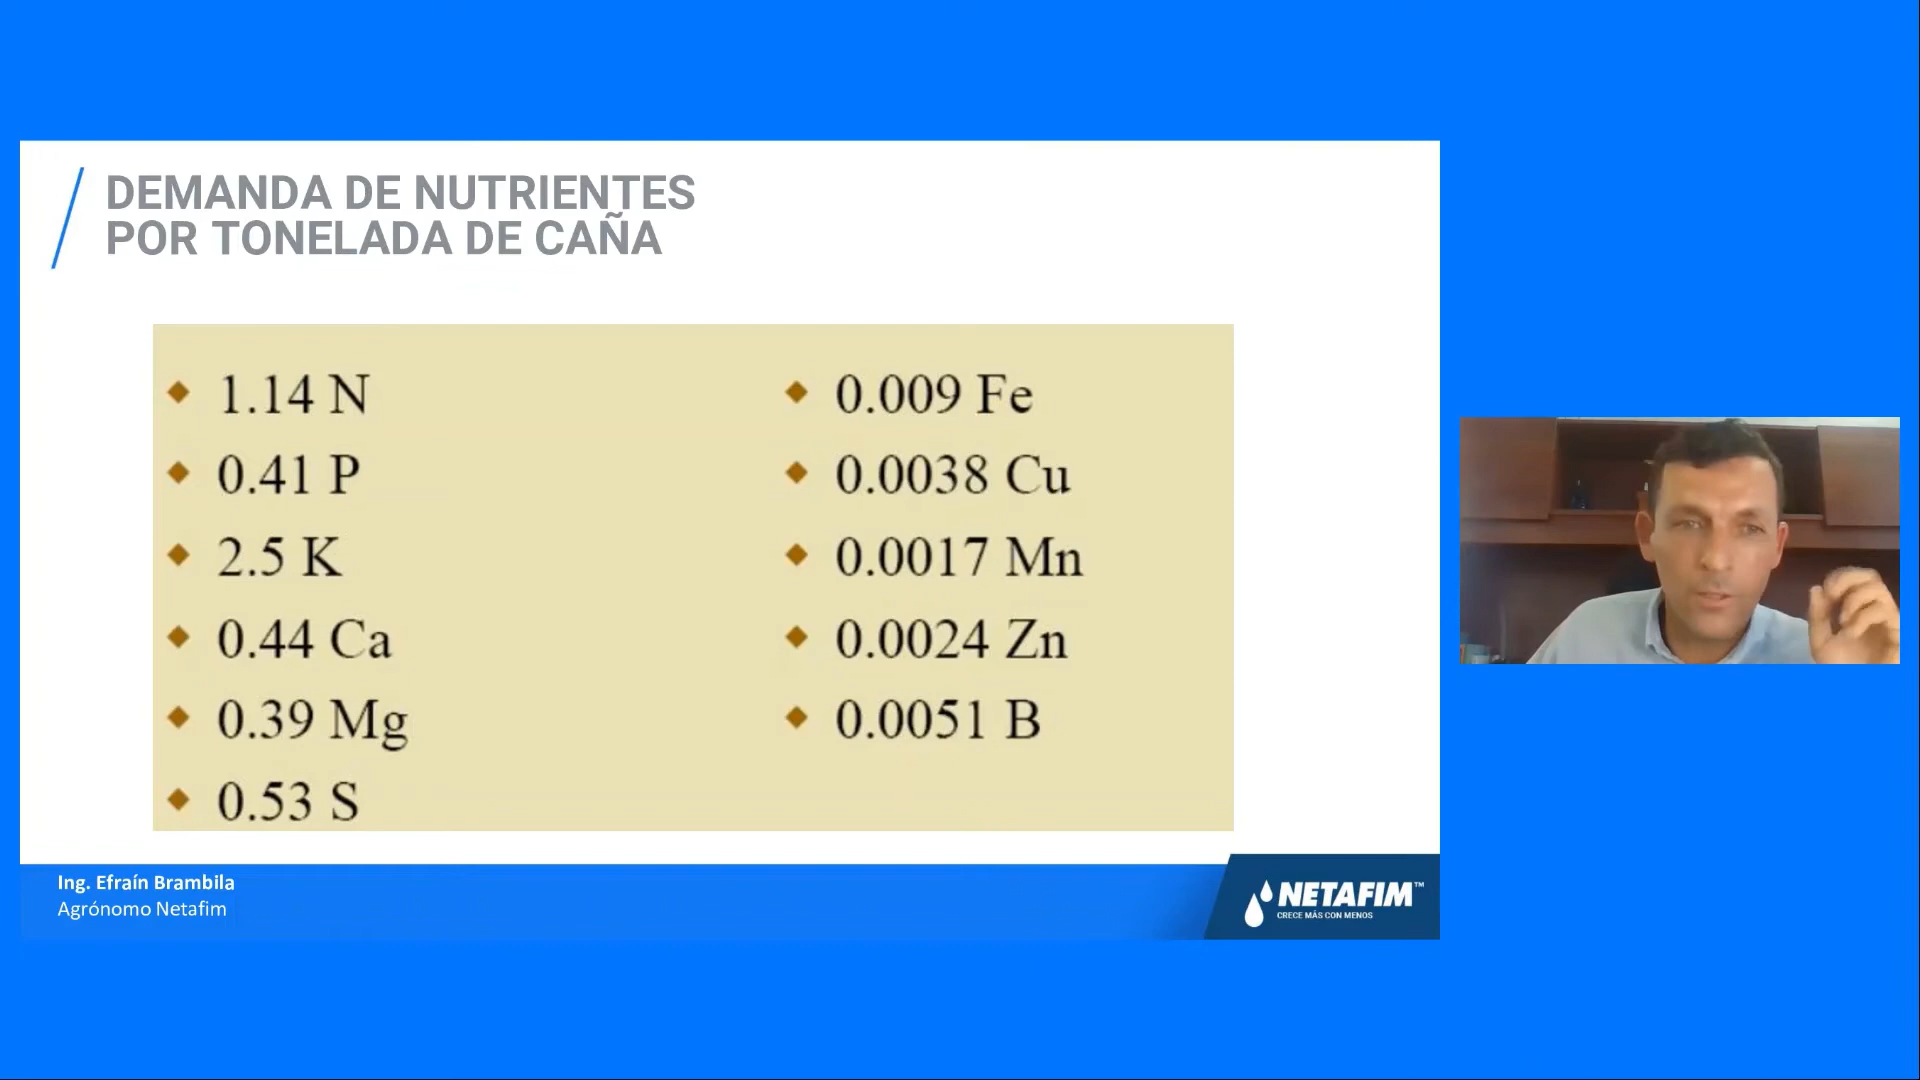 DEMANDA DE NUTRIENTES
POR TONELADA DE CAÑA
1.14 N
0.41 P
2.5 K
0.44 Ca
0.39 Mg
0.53 S
0.009 Fe
0.0038 Cu
0.0017 Mn
0.0024 Zn
0.0051 B
Ing. Efraín Brambila
Agrónomo Netafim
NETAFIM™
CRECE MÁS CON MENOS